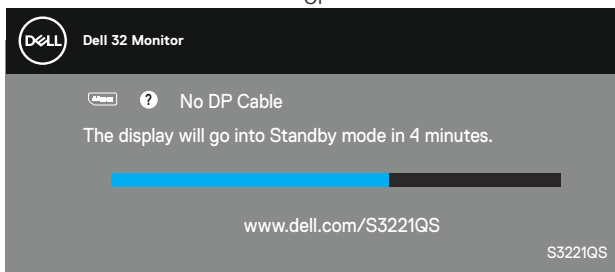 DELL
Dell 32 Monitor
? No DP Cable
The display will go into Standby mode in 4 minutes.
www.dell.com/S3221QS
S3221QS